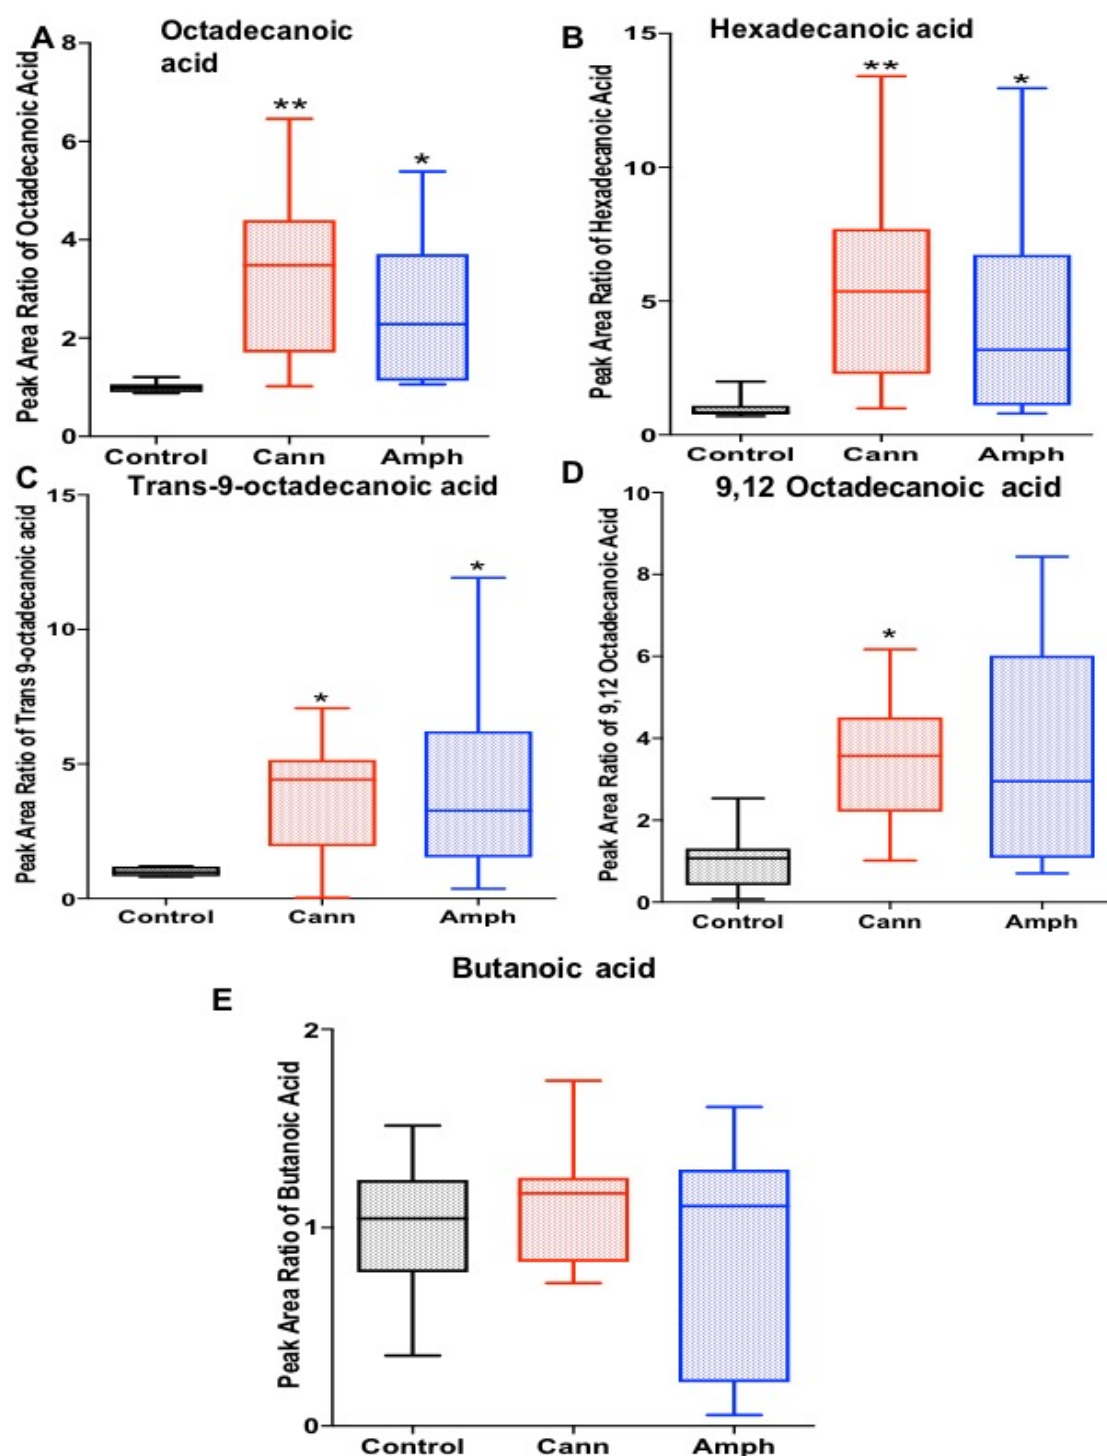 A
Octadecanoic
acid
Peak Area Ratio of Octadecanoic Acid
8
6
4
2
0
**
*
Control Cann Amph
B
Hexadecanoic acid
Peak Area Ratio of Hexadecanoic Acid
15
10
5
0
**
*
Control Cann Amph
C
Trans-9-octadecanoic acid
Peak Area Ratio of Trans 9-octadecanoic acid
15
10
5
0
*
*
Control Cann Amph
D
9,12 Octadecanoic acid
Peak Area Ratio of 9,12 Octadecanoic Acid
10
8
6
4
2
0
*
Control Cann Amph
Butanoic acid
E
Peak Area Ratio of Butanoic Acid
2
1
0
Control Cann Amph